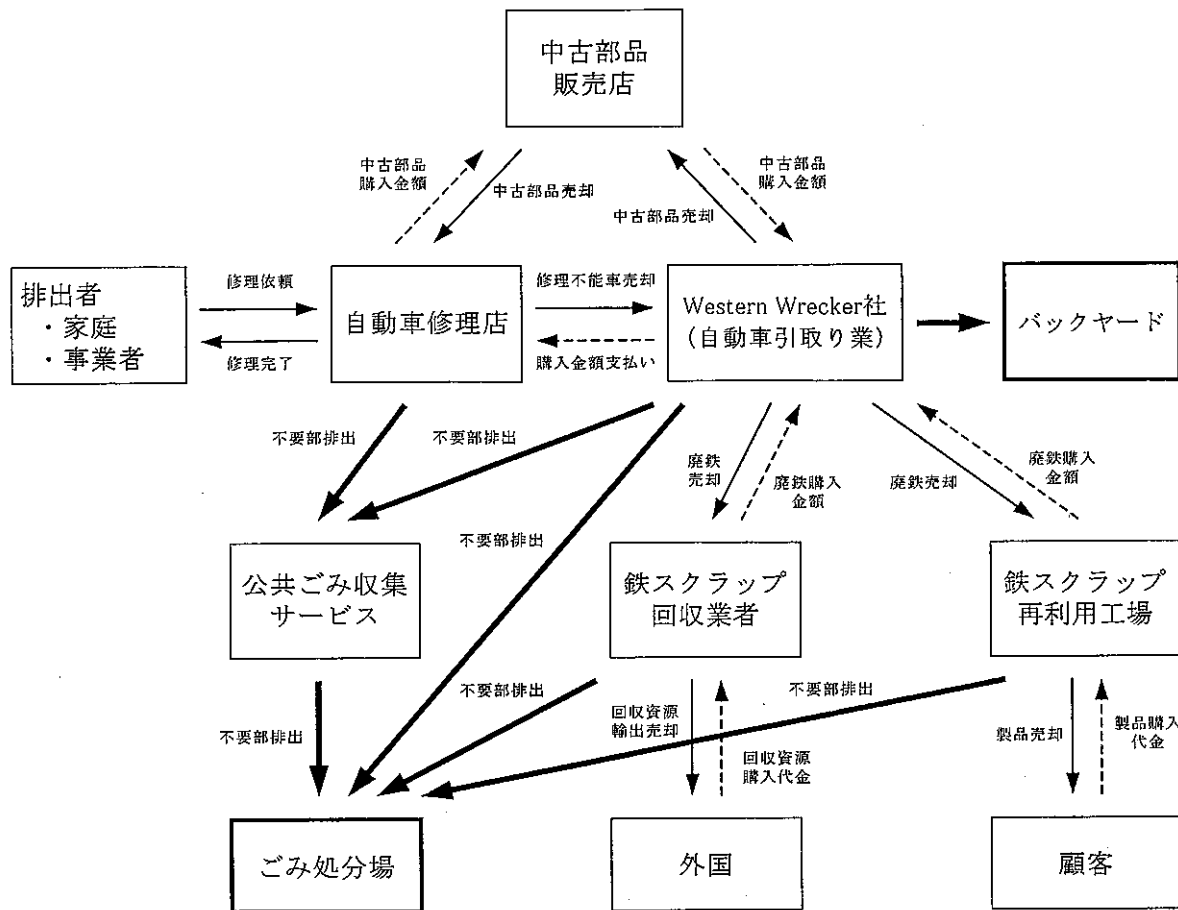 中古部品
販売店
中古部品
購入金額
中古部品売却
中古部品売却
中古部品
購入金額
排出者
・家庭
・事業者
修理依頼
修理完了
自動車修理店
修理不能車売却
購入金額支払い
Western Wrecker社
(自動車引取り業)
バックヤード
不要部排出
不要部排出
不要部排出
廃鉄
売却
廃鉄購入
金額
廃鉄売却
廃鉄購入
金額
公共ごみ収集
サービス
鉄スクラップ
回収業者
鉄スクラップ
再利用工場
不要部排出
不要部排出
回収資源
輸出売却
回収資源
購入代金
不要部排出
製品売却
製品購入
代金
ごみ処分場
外国
顧客